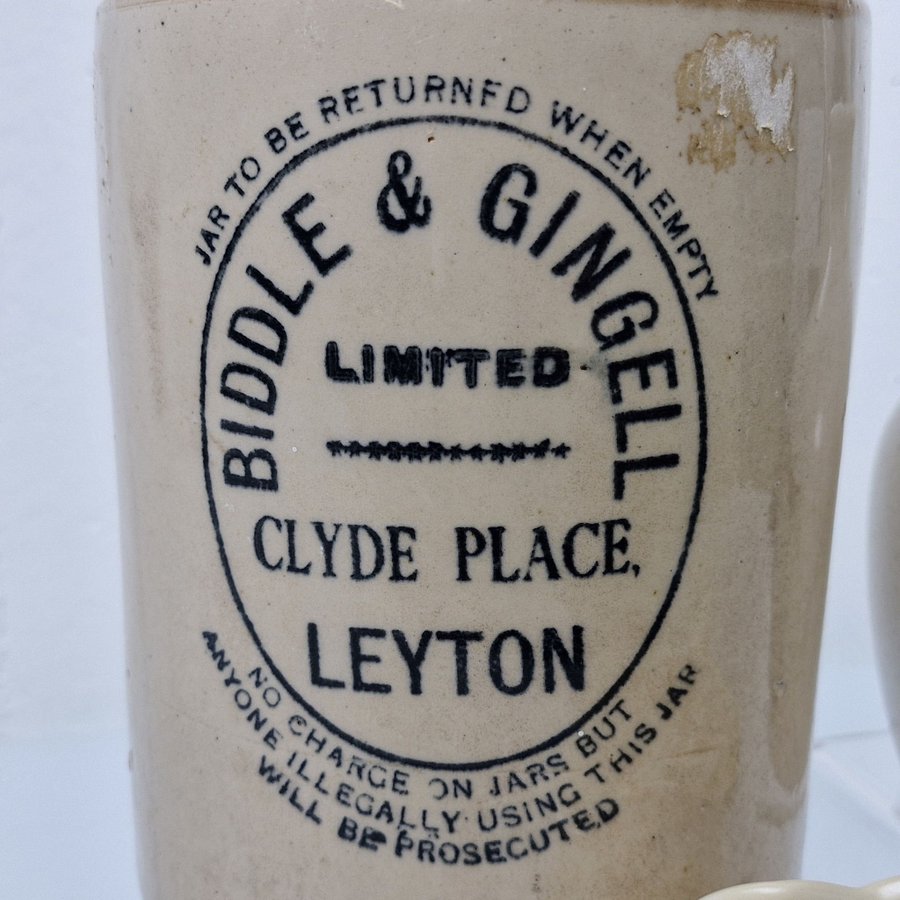 JAR TO BE RETURNED WHEN EMPTY
BIDDLE & GINGELL
LIMITED
CLYDE PLACE,
LEYTON
NO CHARGE ON JARS BUT
ANYONE ILLEGALLY USING THIS JAR
WILL BE PROSECUTED